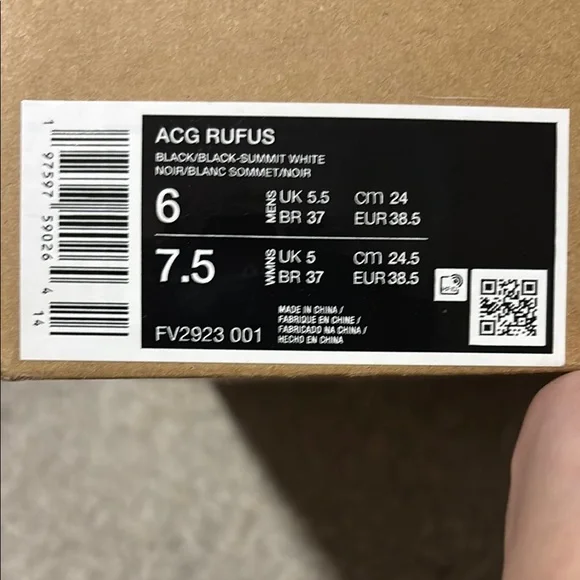 ACG RUFUS
BLACK/BLACK-SUMMIT WHITE
NOIR/BLANC SOMMET/NOIR
6 MENS UK 5.5 cm 24
BR 37 EUR 38.5
7.5 WMNS UK 5 cm 24.5
BR 37 EUR 38.5
FV2923 001
MADE IN CHINA /
FABRIQUE EN CHINE /
FABRICADO NA CHINA /
HECHO EN CHINA
1 97597 59026 4 14